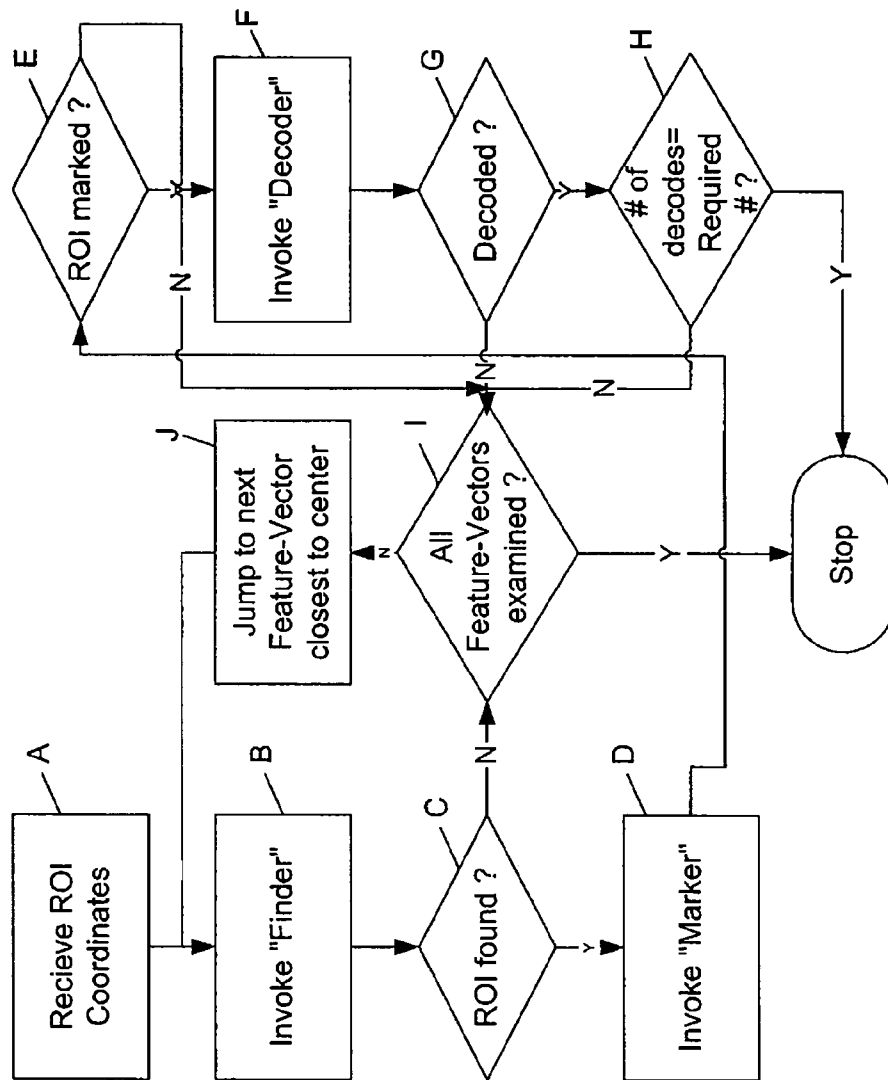 A
Recieve ROI
Coordinates
B
Invoke "Finder"
C
ROI found ?
N
Y
D
Invoke "Marker"
J
Jump to next
Feature-Vector
closest to center
N
I
All
Feature-Vectors
examined ?
Y
Stop
E
ROI marked ?
Y
N
F
Invoke "Decoder"
G
Decoded ?
N
Y
H
# of
decodes=
Required
# ?
N
Y